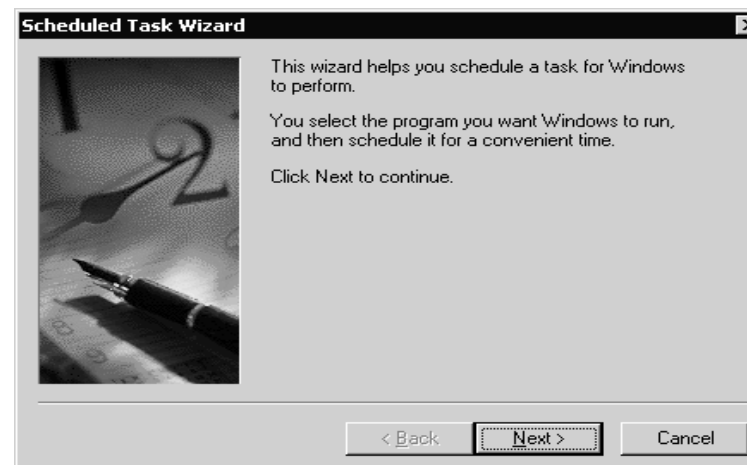 Scheduled Task Wizard
This wizard helps you schedule a task for Windows
to perform.
You select the program you want Windows to run,
and then schedule it for a convenient time.
Click Next to continue.
2
< Back
Next >
Cancel